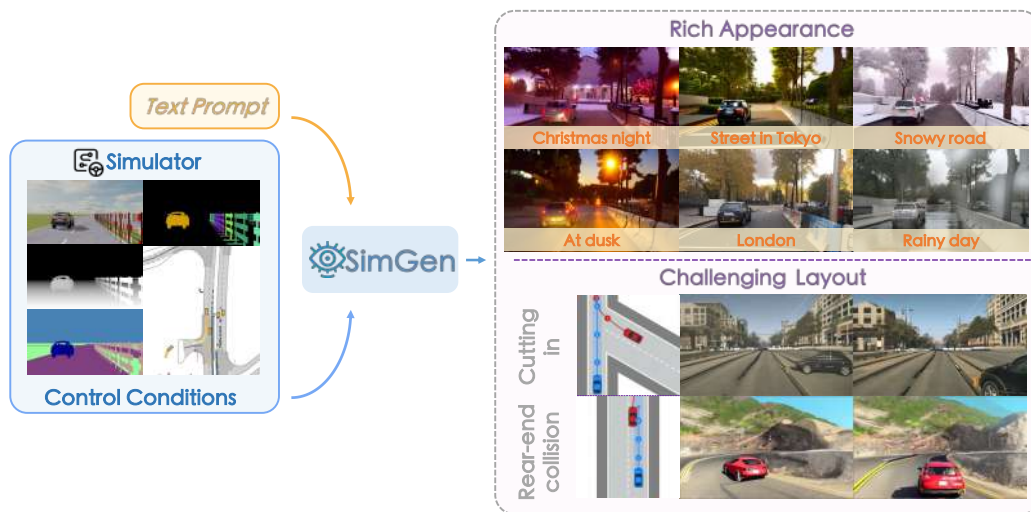 Text Prompt
Simulator
Control Conditions
SimGen
Rich Appearance
Christmas night
Street in Tokyo
Snowy road
At dusk
London
Rainy day
Challenging Layout
Cutting
in
Rear-end
collision